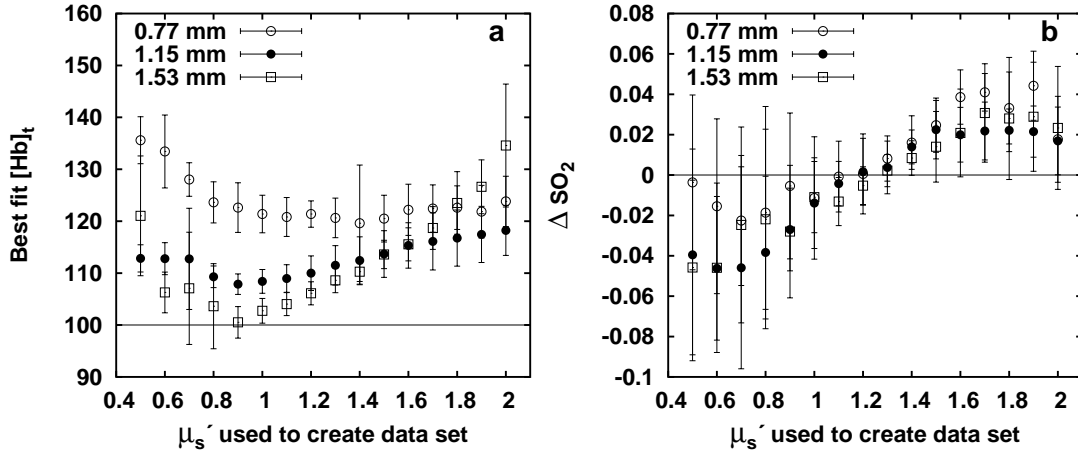 a
0.77 mm
1.15 mm
1.53 mm
160
150
140
130
120
110
100
90
Best fit [Hb]t
0.4 0.6 0.8 1 1.2 1.4 1.6 1.8 2
μs´ used to create data set
b
0.77 mm
1.15 mm
1.53 mm
0.08
0.06
0.04
0.02
0
-0.02
-0.04
-0.06
-0.08
-0.1
Δ SO2
0.4 0.6 0.8 1 1.2 1.4 1.6 1.8 2
μs´ used to create data set